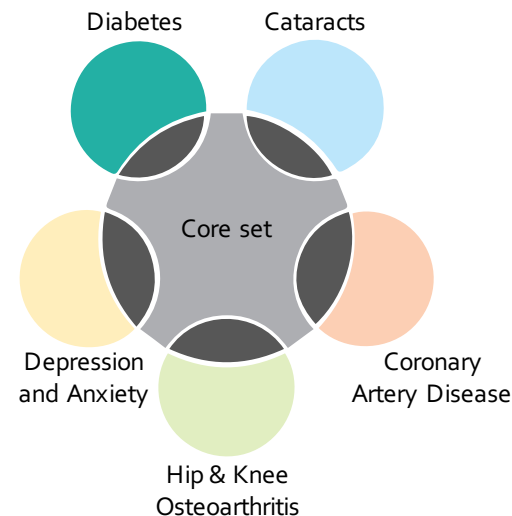 Diabetes
Cataracts
Core set
Depression
and Anxiety
Coronary
Artery Disease
Hip & Knee
Osteoarthritis